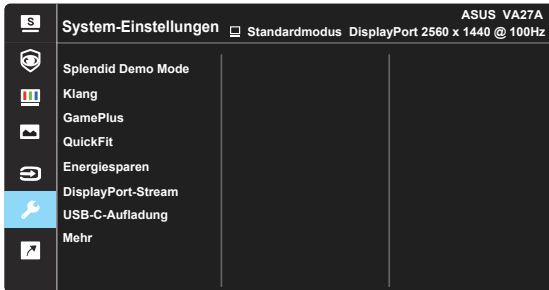 S
ASUS VA27A
System-Einstellungen Standardmodus DisplayPort 2560 x 1440 @ 100Hz
Splendid Demo Mode
Klang
GamePlus
QuickFit
Energiesparen
DisplayPort-Stream
USB-C-Aufladung
Mehr